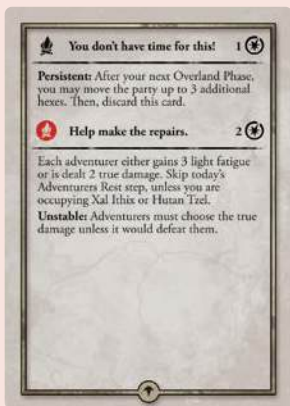 You don't have time for this! 1
Persistent: After your next Overland Phase,
you may move the party up to 3 additional
hexes. Then, discard this card.
Help make the repairs. 2
Each adventurer either gains 3 light fatigue
or is dealt 2 true damage. Skip today's
Adventurers Rest step, unless you are
occupying Xal Ithix or Hutan Tzel.
Unstable: Adventurers must choose the true
damage unless it would defeat them.